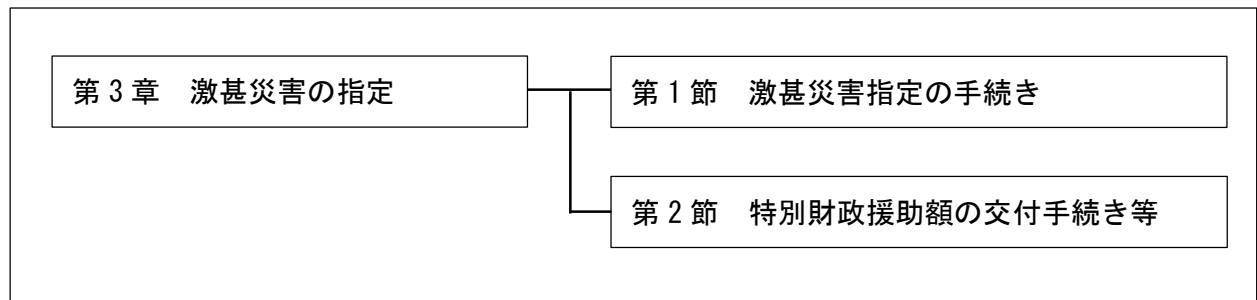 第3章　激甚災害の指定
第1節　激甚災害指定の手続き
第2節　特別財政援助額の交付手続き等